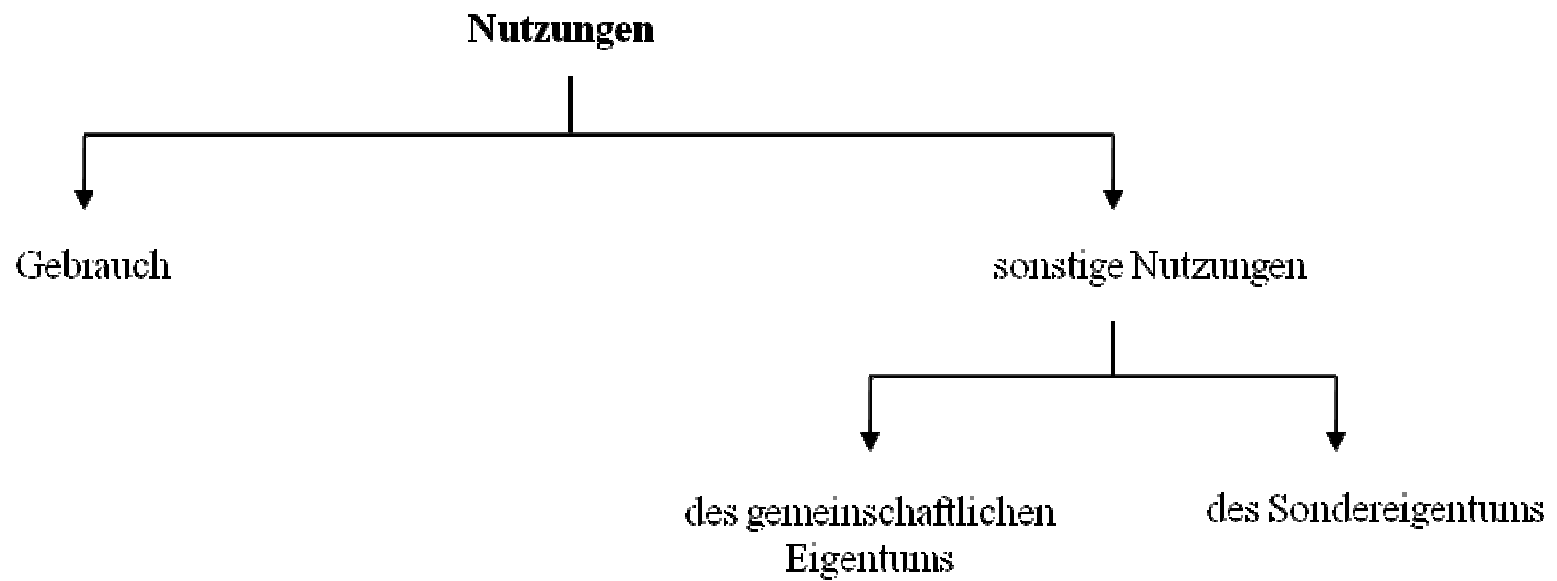 Nutzungen
Gebrauch
sonstige Nutzungen
des gemeinschaftlichen
Eigentums
des Sondereigentums